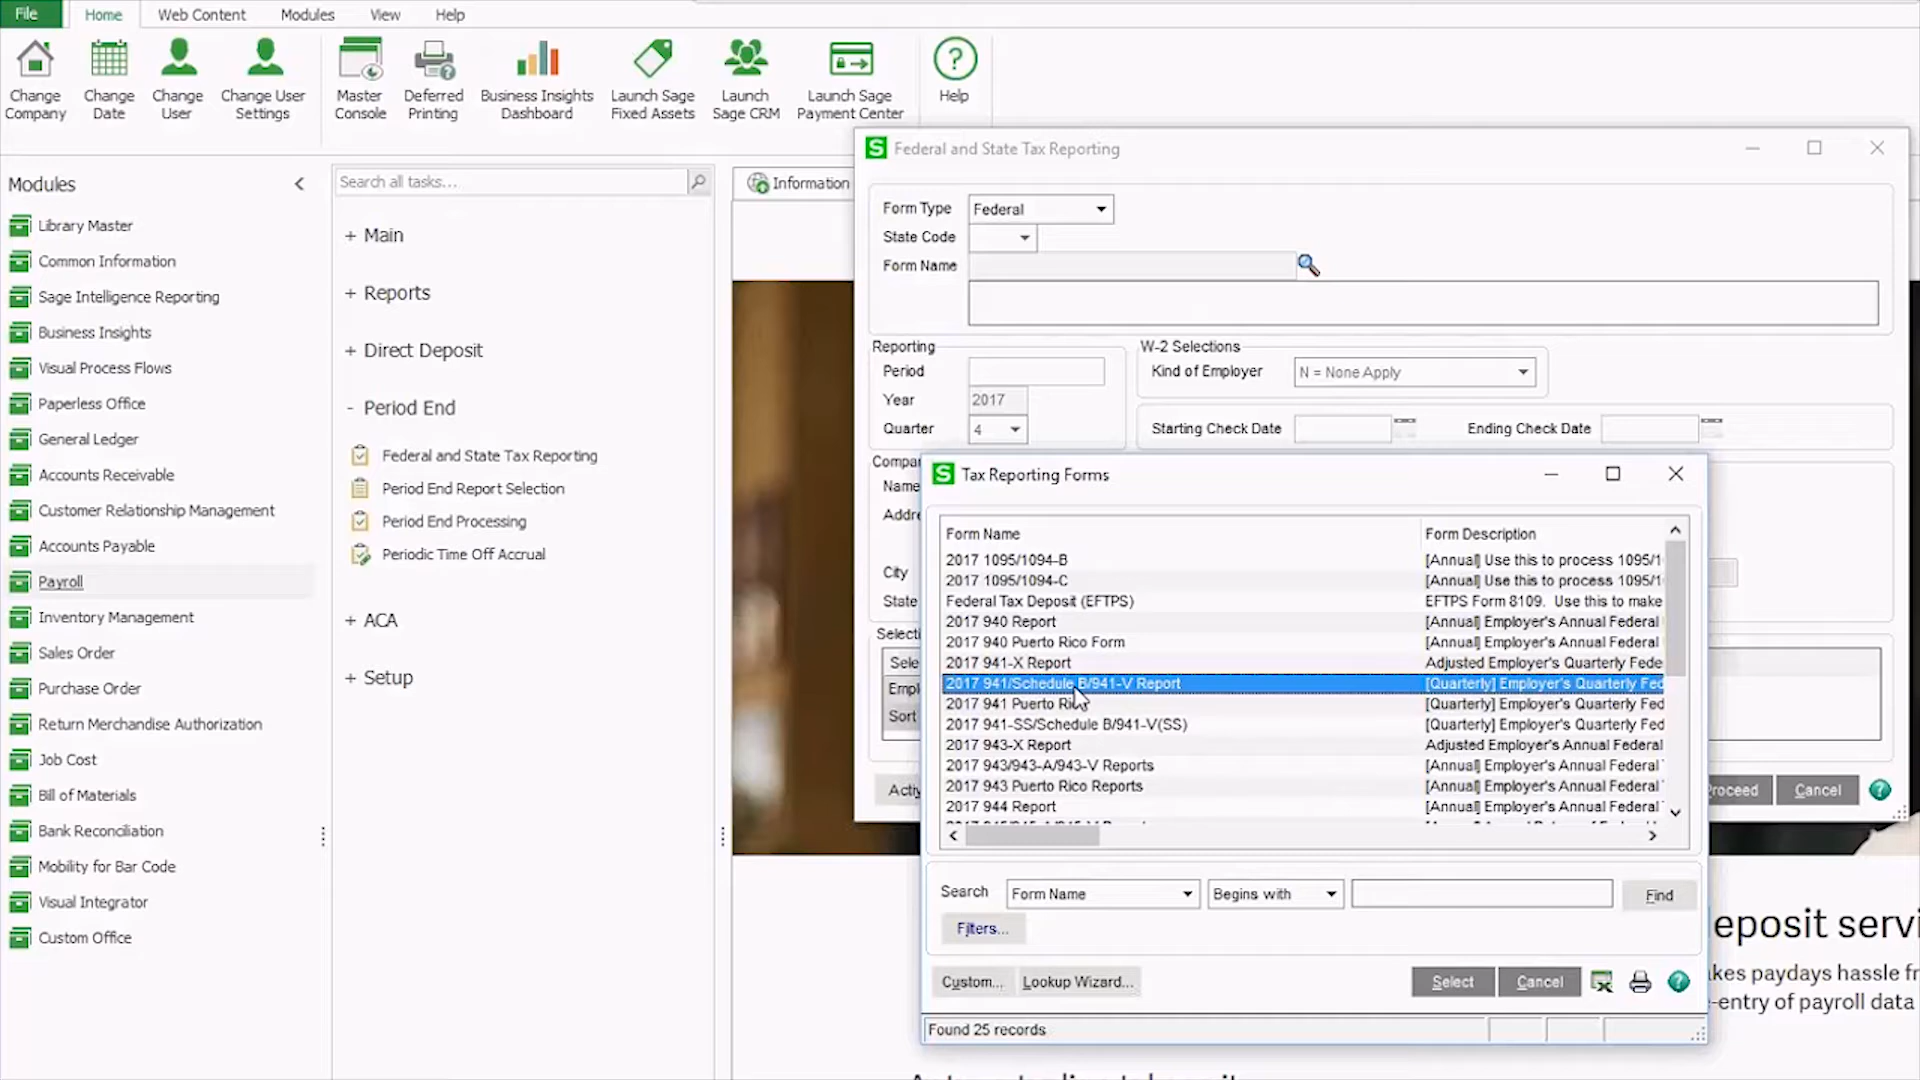 File
Home
Web Content
Modules
View
Help
Change Company
Change Date
Change User
Change User Settings
Master Console
Deferred Printing
Business Insights Dashboard
Launch Sage Fixed Assets
Launch Sage CRM
Launch Sage Payment Center
Help
Modules
Library Master
Common Information
Sage Intelligence Reporting
Business Insights
Visual Process Flows
Paperless Office
General Ledger
Accounts Receivable
Customer Relationship Management
Accounts Payable
Payroll
Inventory Management
Sales Order
Purchase Order
Return Merchandise Authorization
Job Cost
Bill of Materials
Bank Reconciliation
Mobility for Bar Code
Visual Integrator
Custom Office
Search all tasks...
+ Main
+ Reports
+ Direct Deposit
- Period End
Federal and State Tax Reporting
Period End Report Selection
Period End Processing
Periodic Time Off Accrual
+ ACA
+ Setup
Information
S Federal and State Tax Reporting
Form Type Federal
State Code
Form Name
Reporting
Period
Year 2017
Quarter 4
W-2 Selections
Kind of Employer N = None Apply
Starting Check Date Ending Check Date
Compa
Name
Addre
City
State
Selecti
Sele
Empl
Sort
Activ
roceed
Cancel
S Tax Reporting Forms
Form Name Form Description
2017 1095/1094-B [Annual] Use this to process 1095/1
2017 1095/1094-C [Annual] Use this to process 1095/1
Federal Tax Deposit (EFTPS) EFTPS Form 8109. Use this to make
2017 940 Report [Annual] Employer's Annual Federal
2017 940 Puerto Rico Form [Annual] Employer's Annual Federal
2017 941-X Report Adjusted Employer's Quarterly Fede
2017 941/Schedule B/941-V Report [Quarterly] Employer's Quarterly Fed
2017 941 Puerto Rico [Quarterly] Employer's Quarterly Fed
2017 941-SS/Schedule B/941-V(SS) [Quarterly] Employer's Quarterly Fed
2017 943-X Report Adjusted Employer's Annual Federal
2017 943/943-A/943-V Reports [Annual] Employer's Annual Federal
2017 943 Puerto Rico Reports [Annual] Employer's Annual Federal
2017 944 Report [Annual] Employer's Annual Federal
Search Form Name Begins with Find
Filters...
Custom... Lookup Wizard... Select Cancel
Found 25 records
eposit servi
akes paydays hassle fr
-entry of payroll data